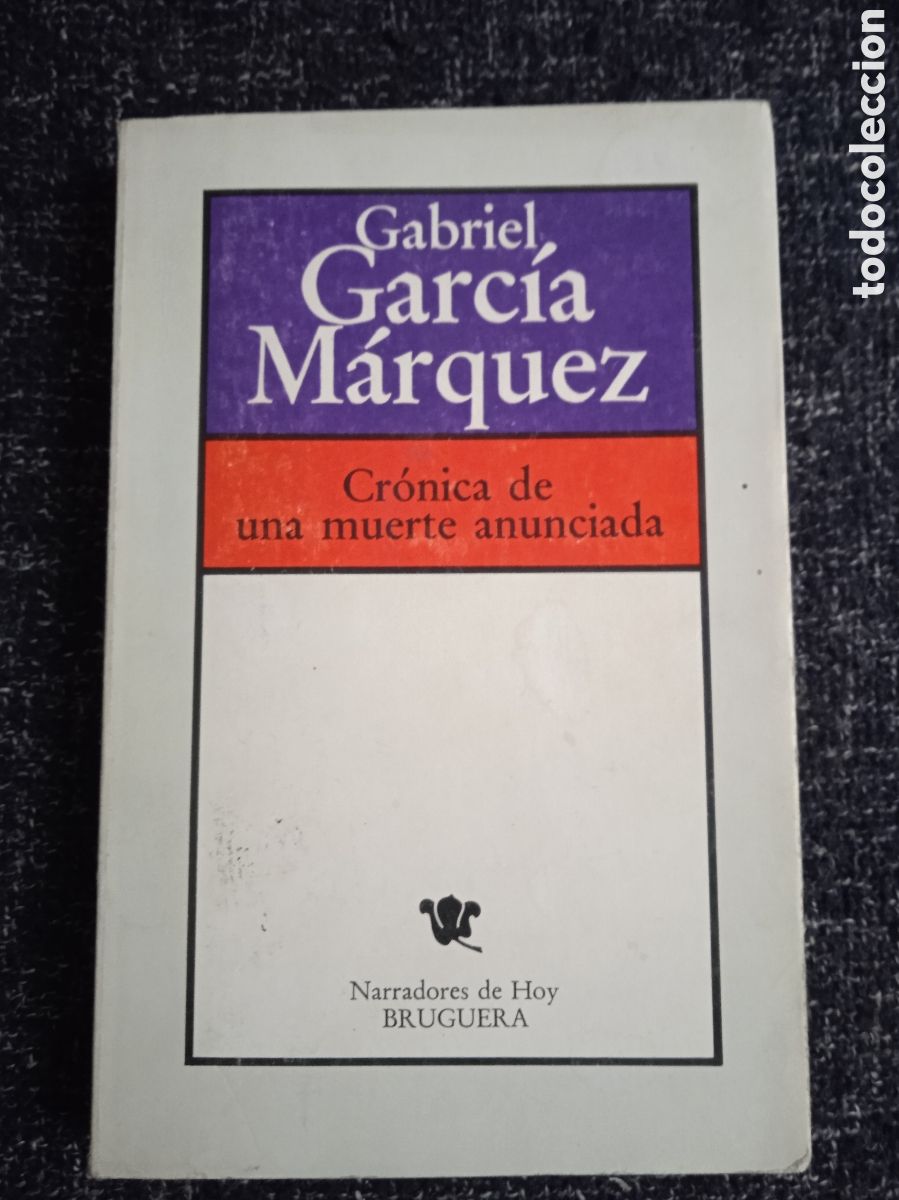 Gabriel
García
Márquez
Crónica de
una muerte anunciada
Narradores de Hoy
BRUGUERA
todocoleccion